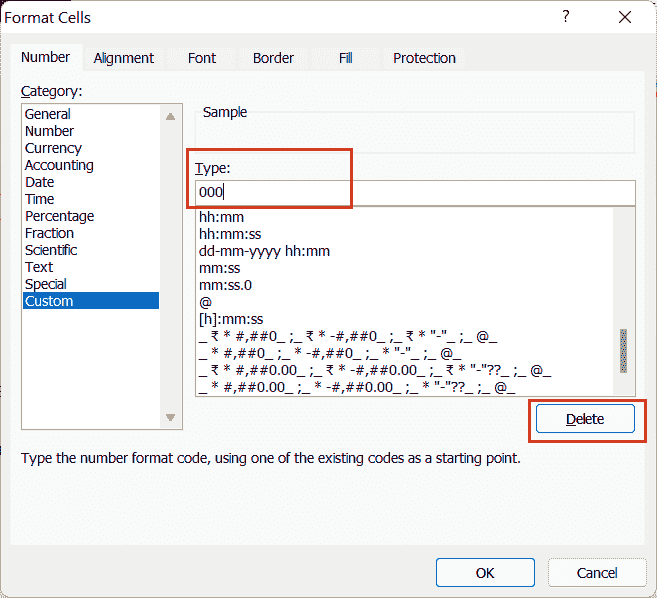 Format Cells
?
Number Alignment Font Border Fill Protection
Category:
General
Number
Currency
Accounting
Date
Time
Percentage
Fraction
Scientific
Text
Special
Custom
Sample
Type:
000
hh:mm
hh:mm:ss
dd-mm-yyyy hh:mm
mm:ss
mm:ss.0
@
[h]:mm:ss
_ ₹ * #,##0_ ;_ ₹ * -#,##0_ ;_ ₹ * "-"_ ;_ @_
_ * #,##0_ ;_ * -#,##0_ ;_ * "-"_ ;_ @_
_ ₹ * #,##0.00_ ;_ ₹ * -#,##0.00_ ;_ ₹ * "-"??_ ;_ @_
_ * #,##0.00_ ;_ * -#,##0.00_ ;_ * "-"??_ ;_ @_
Delete
Type the number format code, using one of the existing codes as a starting point.
OK Cancel